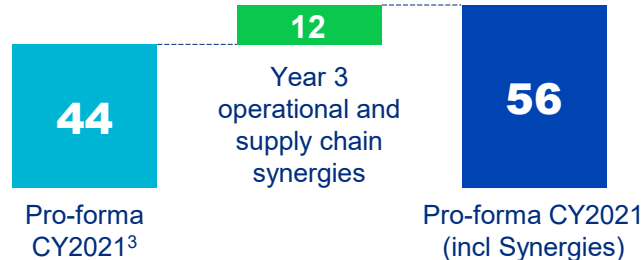 12
44
56
Year 3
operational and
supply chain
synergies
Pro-forma
CY2021³
Pro-forma CY2021
(incl Synergies)